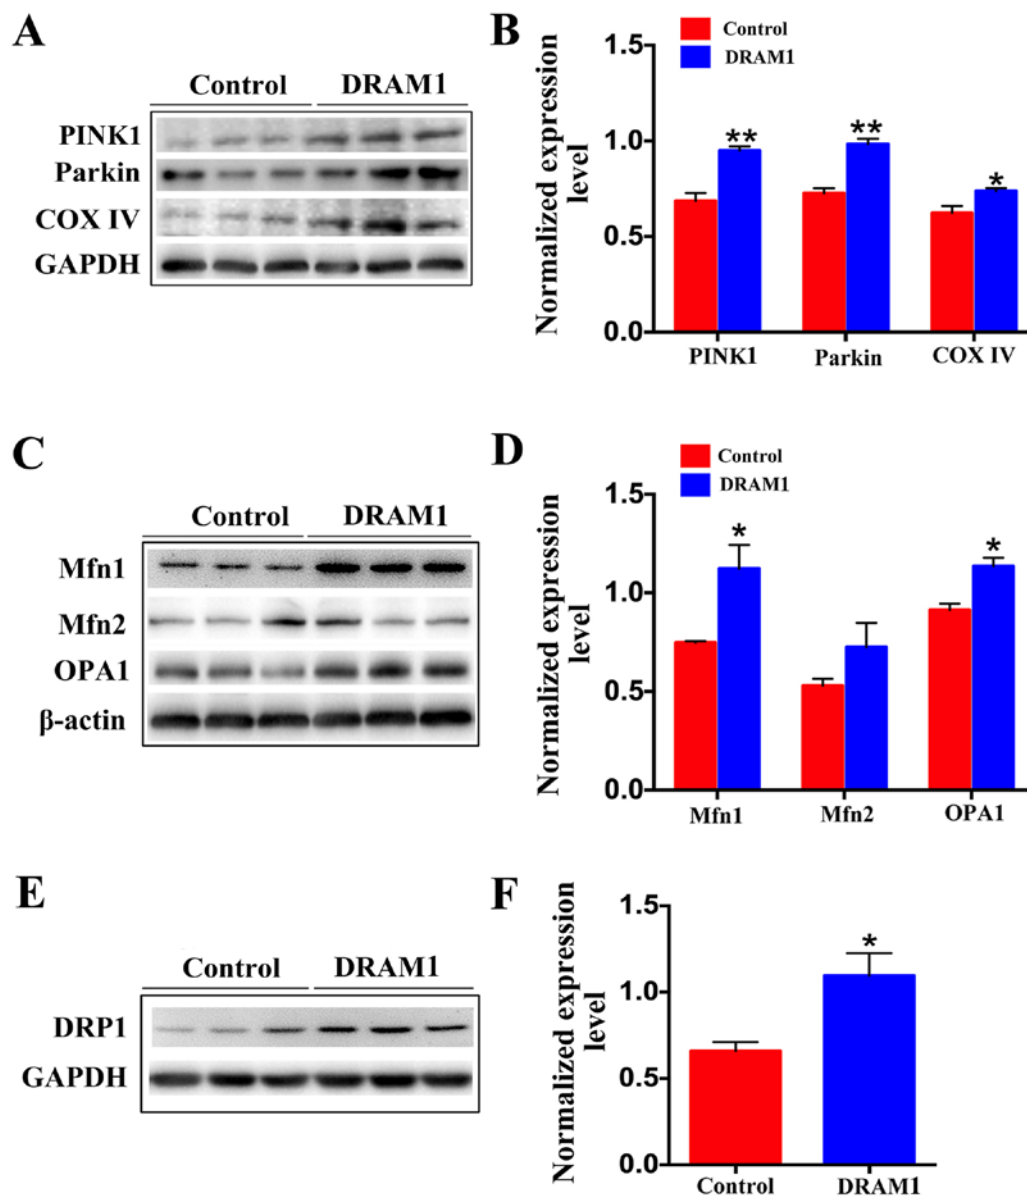 A
Control DRAM1
PINK1
Parkin
COX IV
GAPDH
B
Control
DRAM1
Normalized expression
level
1.5
1.0
0.5
0.0
** ** *
PINK1 Parkin COX IV
C
Control DRAM1
Mfn1
Mfn2
OPA1
β-actin
D
Control
DRAM1
Normalized expression
level
1.5
1.0
0.5
0.0
* *
Mfn1 Mfn2 OPA1
E
Control DRAM1
DRP1
GAPDH
F
Normalized expression
level
1.5
1.0
0.5
0.0
*
Control DRAM1